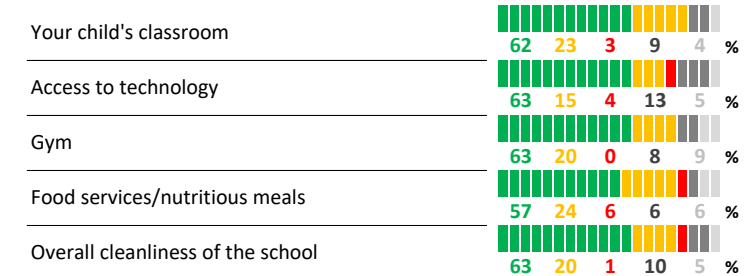 Your child's classroom
62 23 3 9 4 %
Access to technology
63 15 4 13 5 %
Gym
63 20 0 8 9 %
Food services/nutritious meals
57 24 6 6 6 %
Overall cleanliness of the school
63 20 1 10 5 %